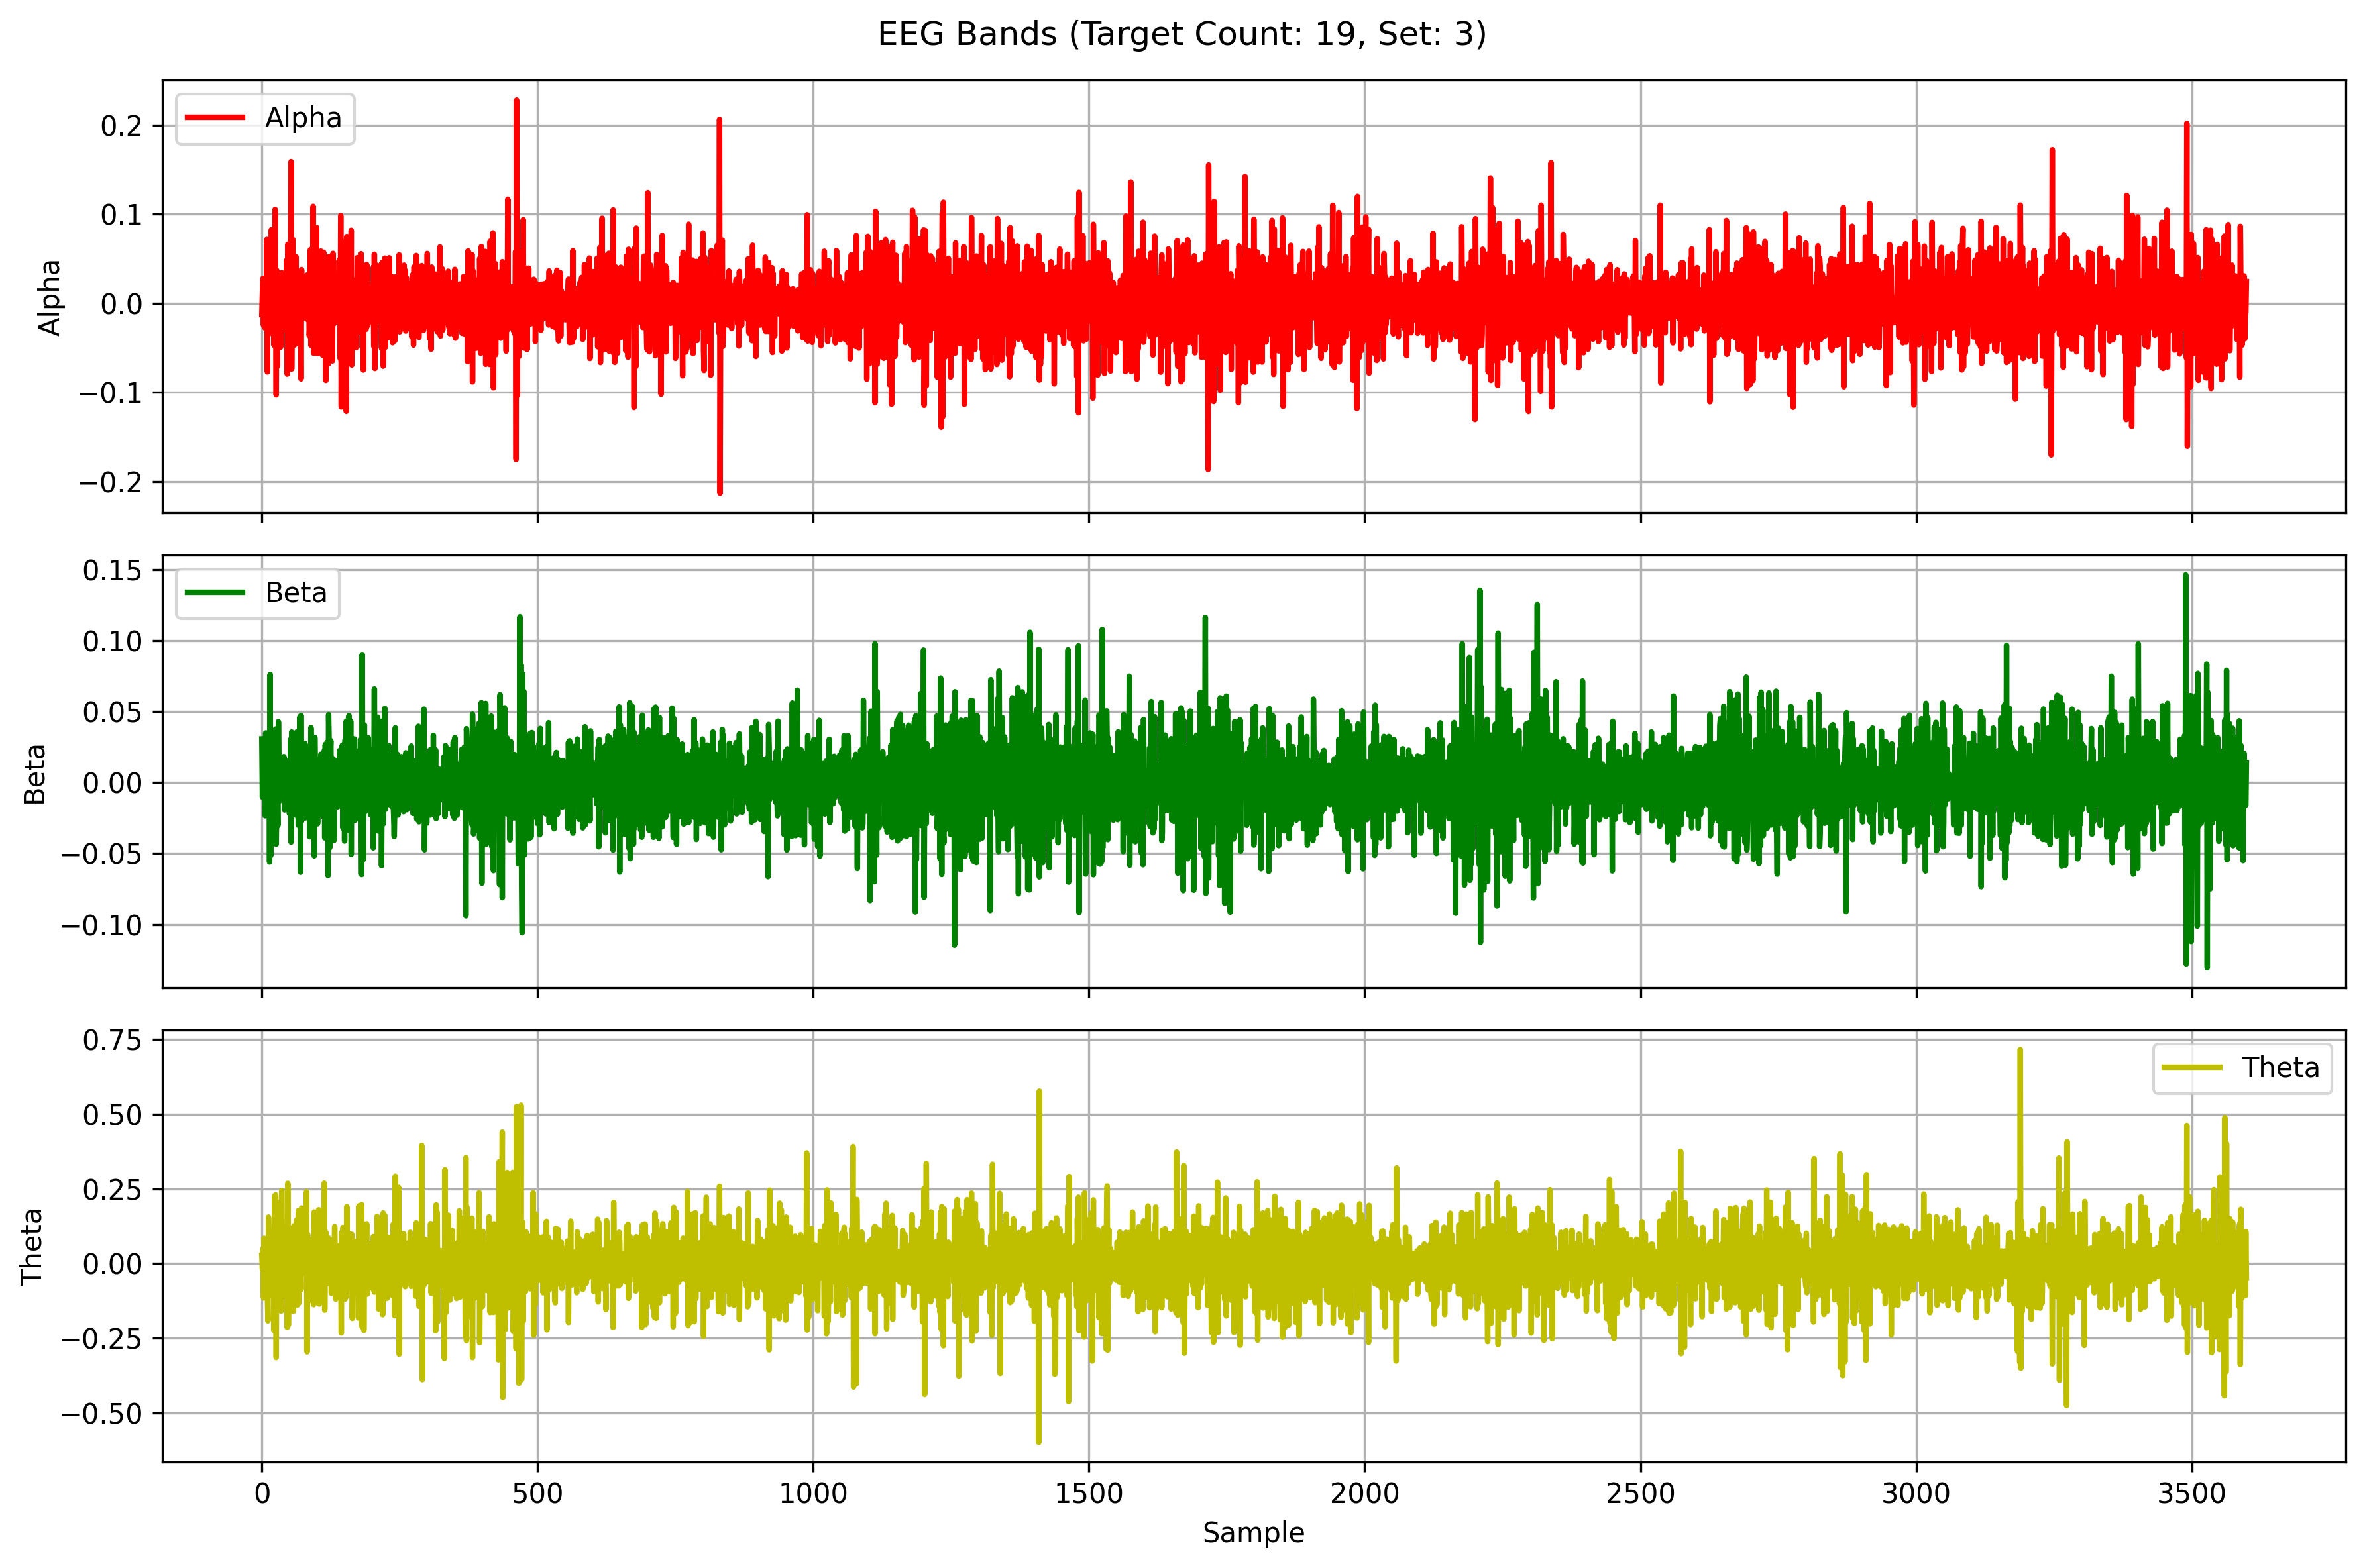 EEG Bands (Target Count: 19, Set: 3)
Alpha
0.2
0.1
0.0
−0.1
−0.2
Alpha
Beta
0.15
0.10
0.05
0.00
−0.05
−0.10
Beta
Theta
0.75
0.50
0.25
0.00
−0.25
−0.50
Theta
0 500 1000 1500 2000 2500 3000 3500
Sample